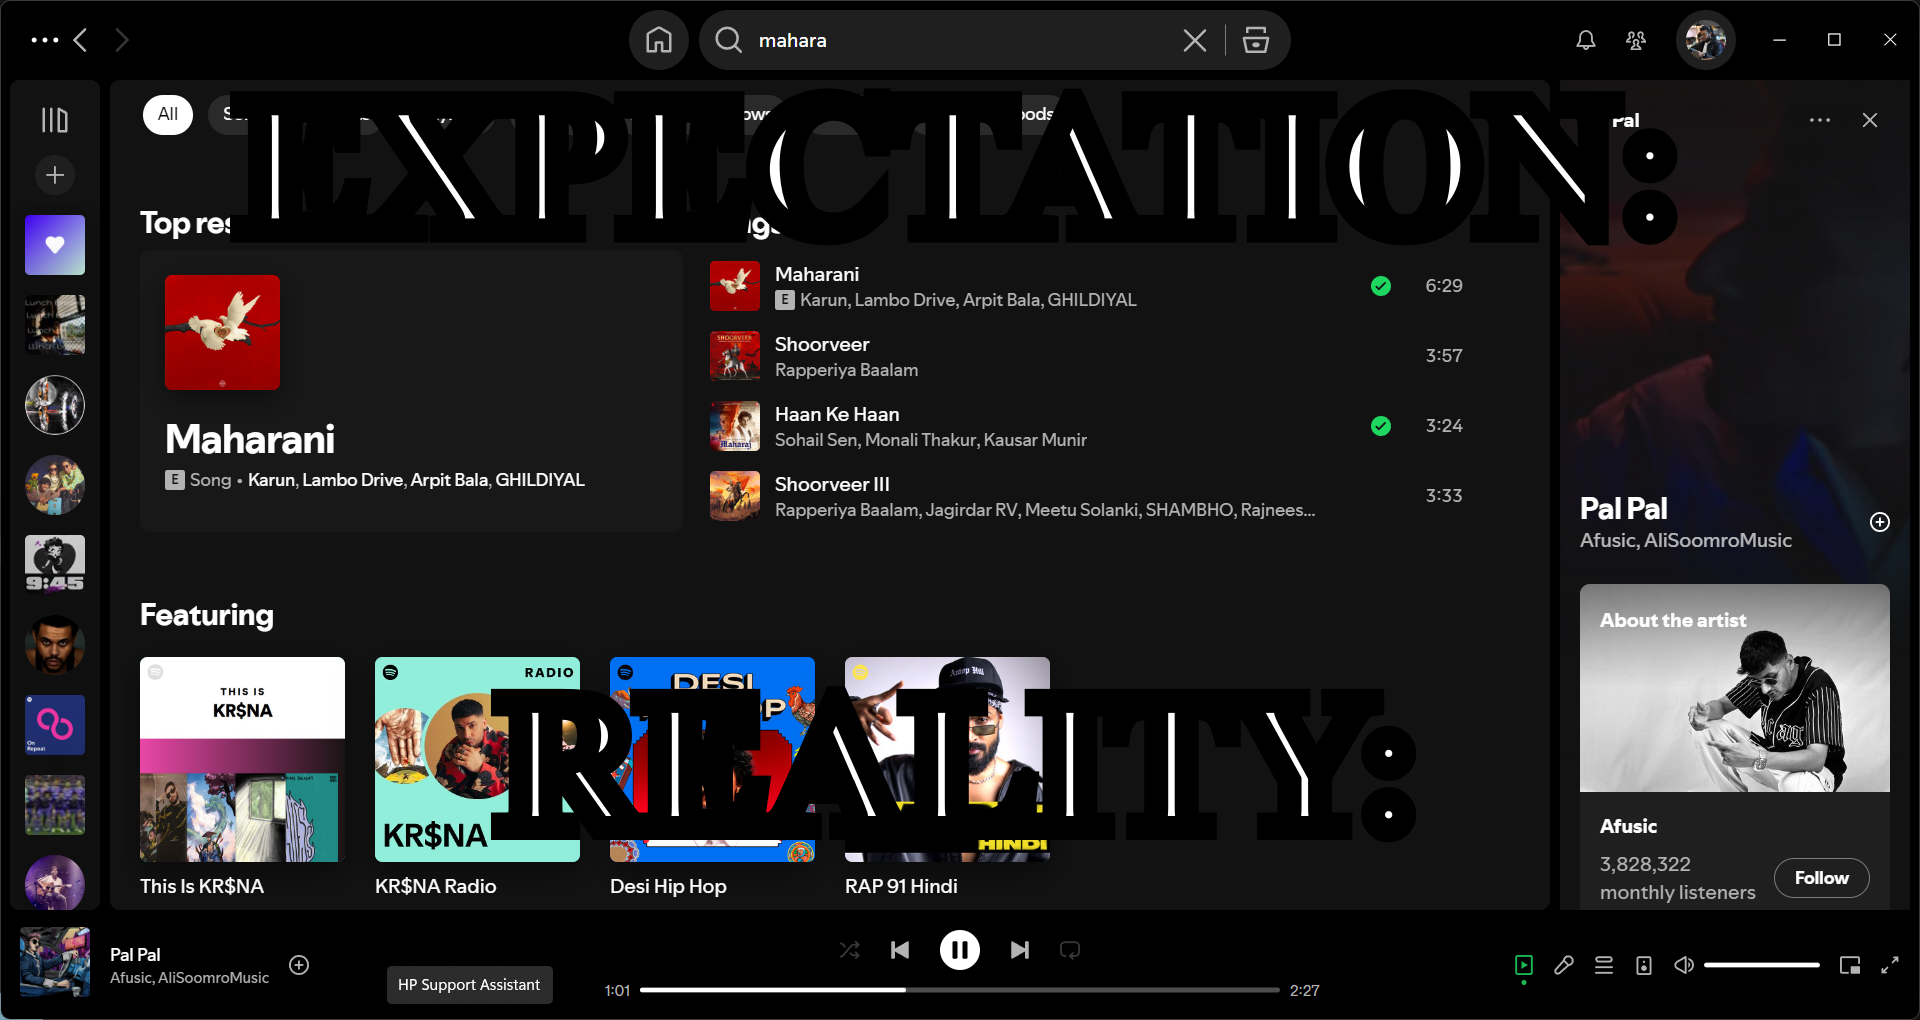 mahara
All
EXPECTATION:
Pal
Maharani
E Song • Karun, Lambo Drive, Arpit Bala, GHILDIYAL
Maharani
E Karun, Lambo Drive, Arpit Bala, GHILDIYAL
6:29
SHOORVEER
Shoorveer
Rapperiya Baalam
3:57
Maharaj
Haan Ke Haan
Sohail Sen, Monali Thakur, Kausar Munir
3:24
Shoorveer III
Rapperiya Baalam, Jagirdar RV, Meetu Solanki, SHAMBHO, Rajnees...
3:33
Featuring
THIS IS
KR$NA
This Is KR$NA
RADIO
KR$NA
KR$NA Radio
DESI
Desi Hip Hop
HINDI
RAP 91 Hindi
REALITY:
9:45
On
Repeat
Pal Pal
Afusic, AliSoomroMusic
About the artist
Afusic
3,828,322
monthly listeners
Follow
Pal Pal
Afusic, AliSoomroMusic
HP Support Assistant
1:01
2:27